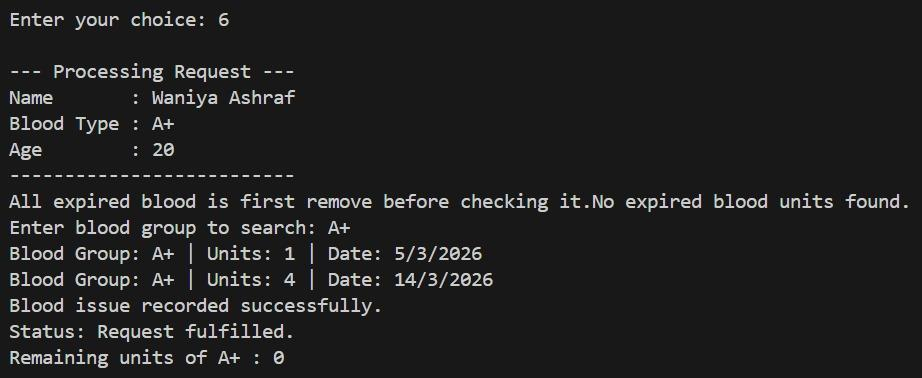 Enter your choice: 6
--- Processing Request ---
Name       : Waniya Ashraf
Blood Type : A+
Age        : 20
--------------------------
All expired blood is first remove before checking it.No expired blood units found.
Enter blood group to search: A+
Blood Group: A+ | Units: 1 | Date: 5/3/2026
Blood Group: A+ | Units: 4 | Date: 14/3/2026
Blood issue recorded successfully.
Status: Request fulfilled.
Remaining units of A+ : 0